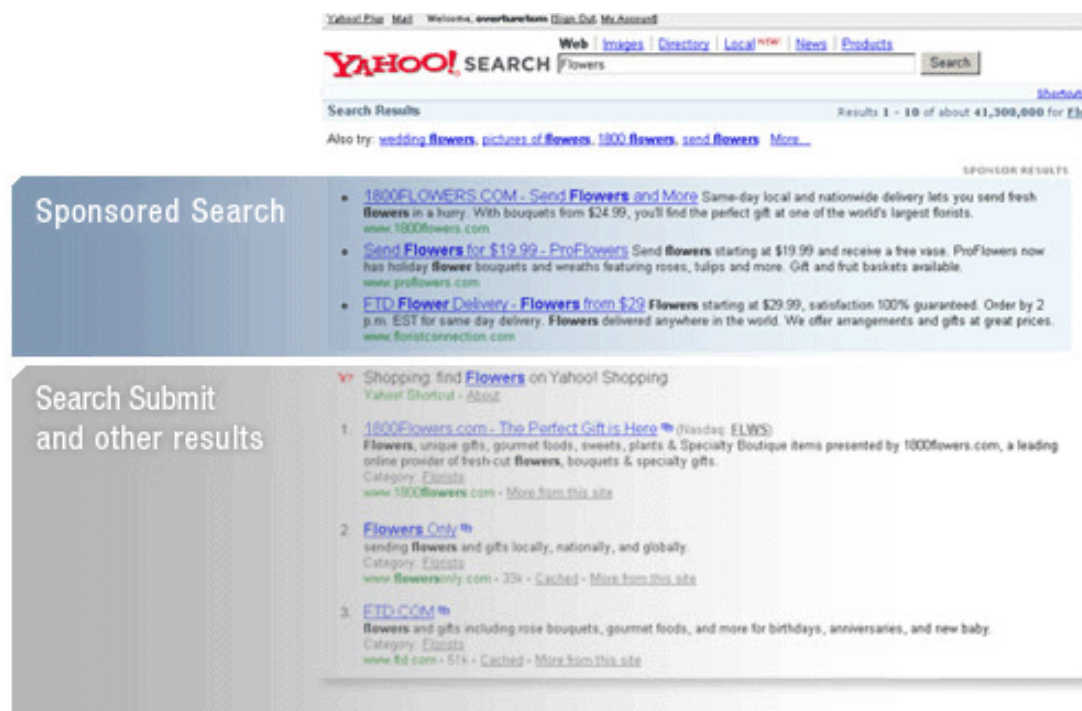 Yahoo! Plus Mail Welcome, overturetom [Sign Out, My Account]
Web | Images | Directory | Local NEW! | News | Products
YAHOO! SEARCH Flowers Search
Shortcuts
Search Results Results 1 - 10 of about 41,300,000 for Flo
Also try: wedding flowers, pictures of flowers, 1800 flowers, send flowers More...
SPONSOR RESULTS
Sponsored Search
• 1800FLOWERS.COM - Send Flowers and More Same-day local and nationwide delivery lets you send fresh
flowers in a hurry. With bouquets from $24.99, you'll find the perfect gift at one of the world's largest florists.
www.1800flowers.com
• Send Flowers for $19.99 - ProFlowers Send flowers starting at $19.99 and receive a free vase. ProFlowers now
has holiday flower bouquets and wreaths featuring roses, tulips and more. Gift and fruit baskets available.
www.proflowers.com
• FTD Flower Delivery - Flowers from $29 Flowers starting at $29.99, satisfaction 100% guaranteed. Order by 2
p.m. EST for same day delivery. Flowers delivered anywhere in the world. We offer arrangements and gifts at great prices.
www.floristconnection.com
Search Submit
and other results
Y! Shopping: find Flowers on Yahoo! Shopping
Yahoo! Shortcut - About
1. 1800Flowers.com - The Perfect Gift is Here (Nasdaq: FLWS)
Flowers, unique gifts, gourmet foods, sweets, plants & Specialty Boutique items presented by 1800flowers.com, a leading
online provider of fresh-cut flowers, bouquets & specialty gifts.
Category: Florists
www.1800flowers.com - More from this site
2. Flowers Only
sending flowers and gifts locally, nationally, and globally.
Category: Florists
www.flowersonly.com - 33k - Cached - More from this site
3. FTD.COM
flowers and gifts including rose bouquets, gourmet foods, and more for birthdays, anniversaries, and new baby.
Category: Florists
www.ftd.com - 51k - Cached - More from this site